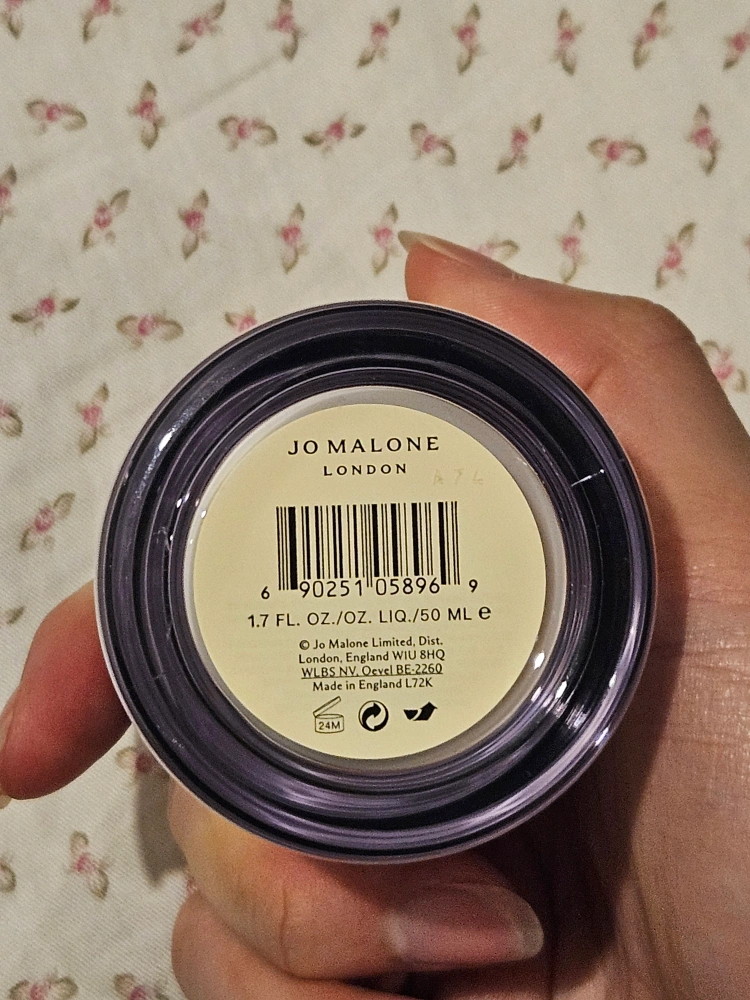 JO MALONE
LONDON
6 90251 05896 9
1.7 FL. OZ./OZ. LIQ./50 ML ℮
© Jo Malone Limited, Dist.
London, England W1U 8HQ
WLBS NV. Oevel BE-2260
Made in England L72K
24M